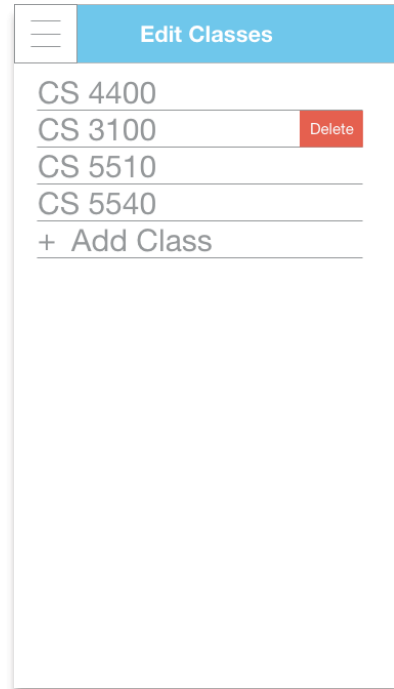 Edit Classes
CS 4400
CS 3100 Delete
CS 5510
CS 5540
+ Add Class